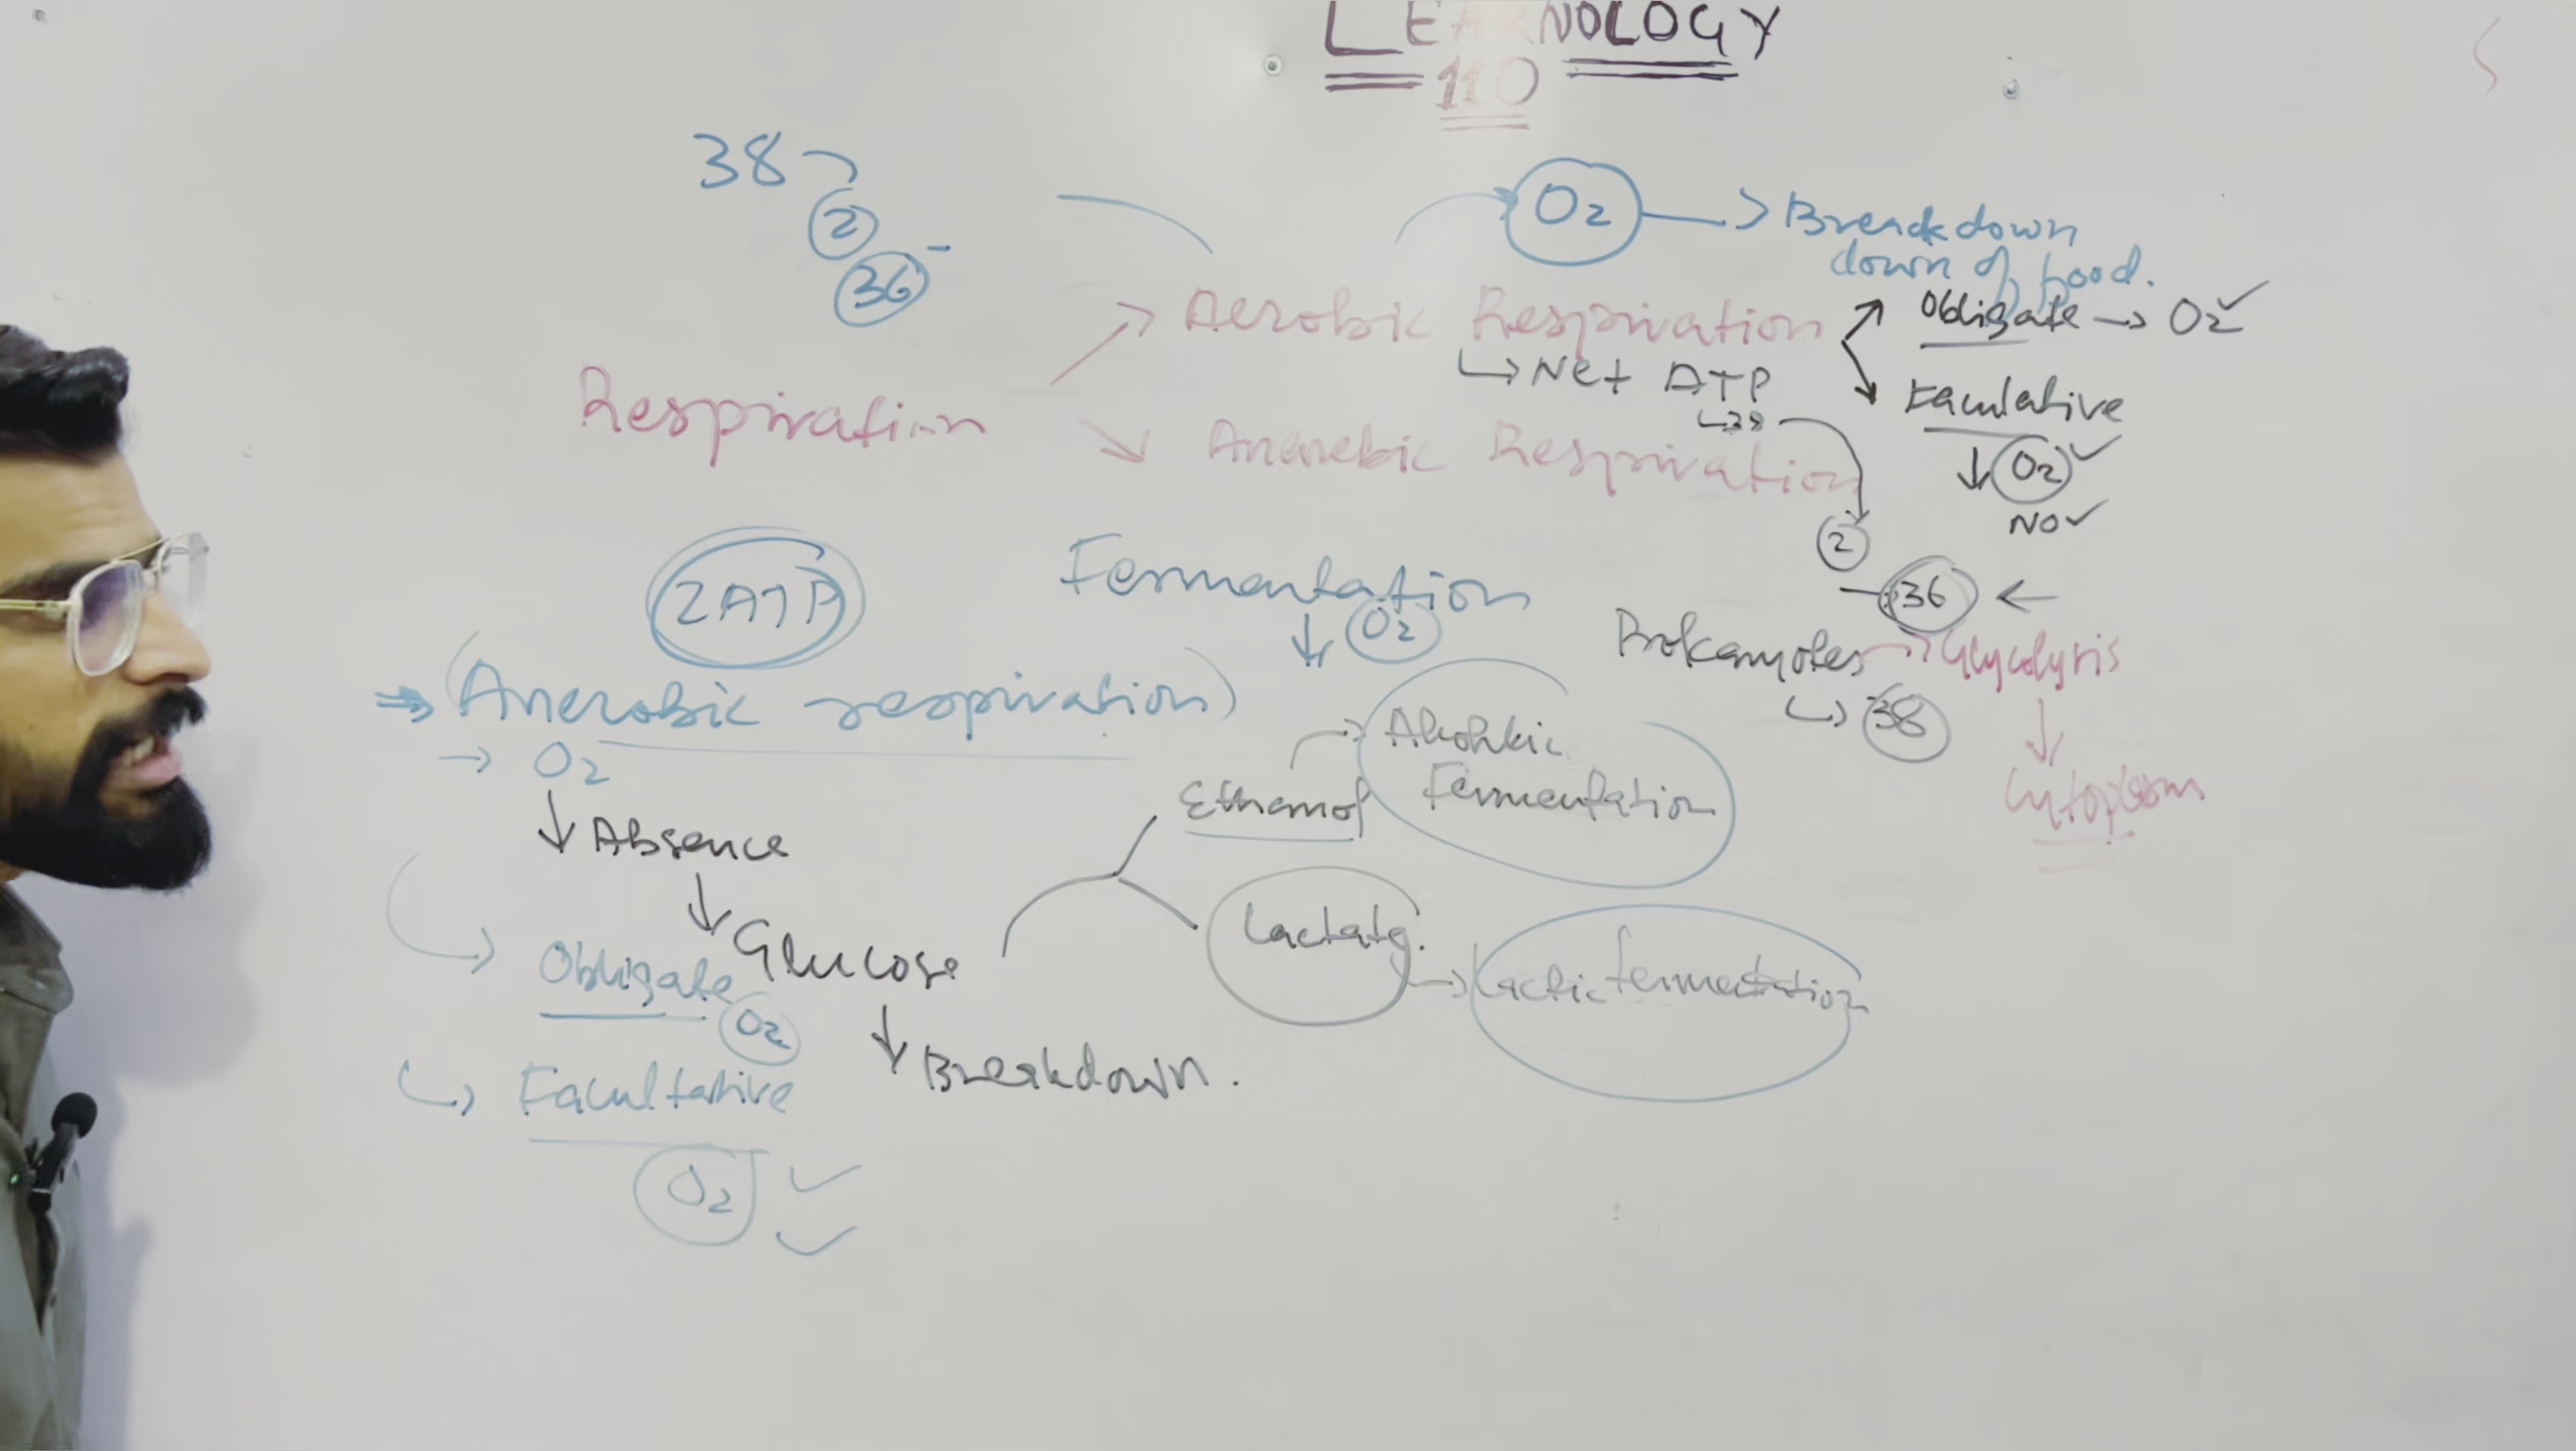 LEARNOLOGY
110
38
2
36
O2 → Breakdown
down of food.
Respiration
Aerobic Respiration
Obligate → O2 ✓
↳ Net ATP
↳ 38
Facultive
O2 ✓
NO ✓
Anaerobic Respiration
2
-36 ←
2ATP
Fermentation
↓ O2
Prokaryotes → Glycolysis
↳ 38
↓
Cytoplasm
⇒ (Anerobic respiration)
→ O2
↓ Absence
↓ Glucose
↓ Breakdown.
Ethanol
Alcoholic
Fermentation
Lactate. → Lactic fermentation
↳ Obligate
O2
↳ Facultative
O2 ✓
✓